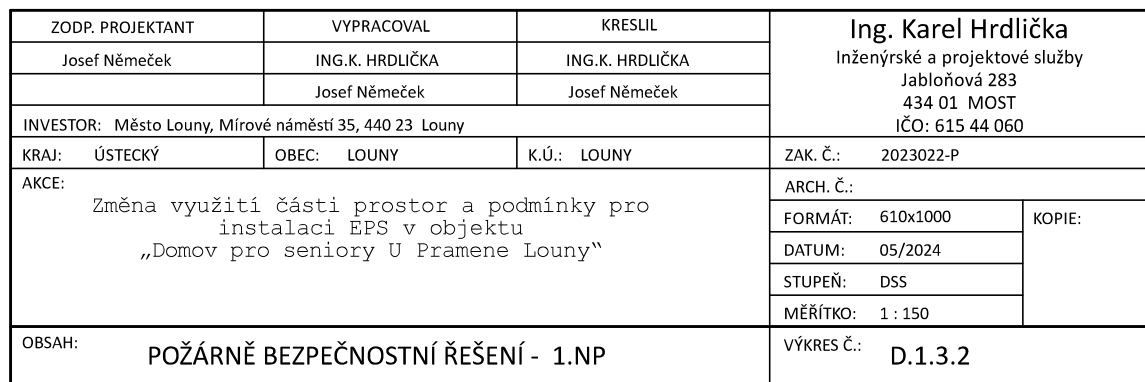 ZODP. PROJEKTANT VYPRACOVAL KRESLIL
Josef Němeček ING.K. HRDLIČKA ING.K. HRDLIČKA
Josef Němeček Josef Němeček
INVESTOR: Město Louny, Mírové náměstí 35, 440 23 Louny
KRAJ: ÚSTECKÝ OBEC: LOUNY K.Ú.: LOUNY
AKCE:
Změna využití části prostor a podmínky pro
instalaci EPS v objektu
„Domov pro seniory U Pramene Louny“
OBSAH: POŽÁRNĚ BEZPEČNOSTNÍ ŘEŠENÍ - 1.NP
Ing. Karel Hrdlička
Inženýrské a projektové služby
Jabloňová 283
434 01 MOST
IČO: 615 44 060
ZAK. Č.: 2023022-P
ARCH. Č.:
FORMÁT: 610x1000 KOPIE:
DATUM: 05/2024
STUPEŇ: DSS
MĚŘÍTKO: 1 : 150
VÝKRES Č.: D.1.3.2